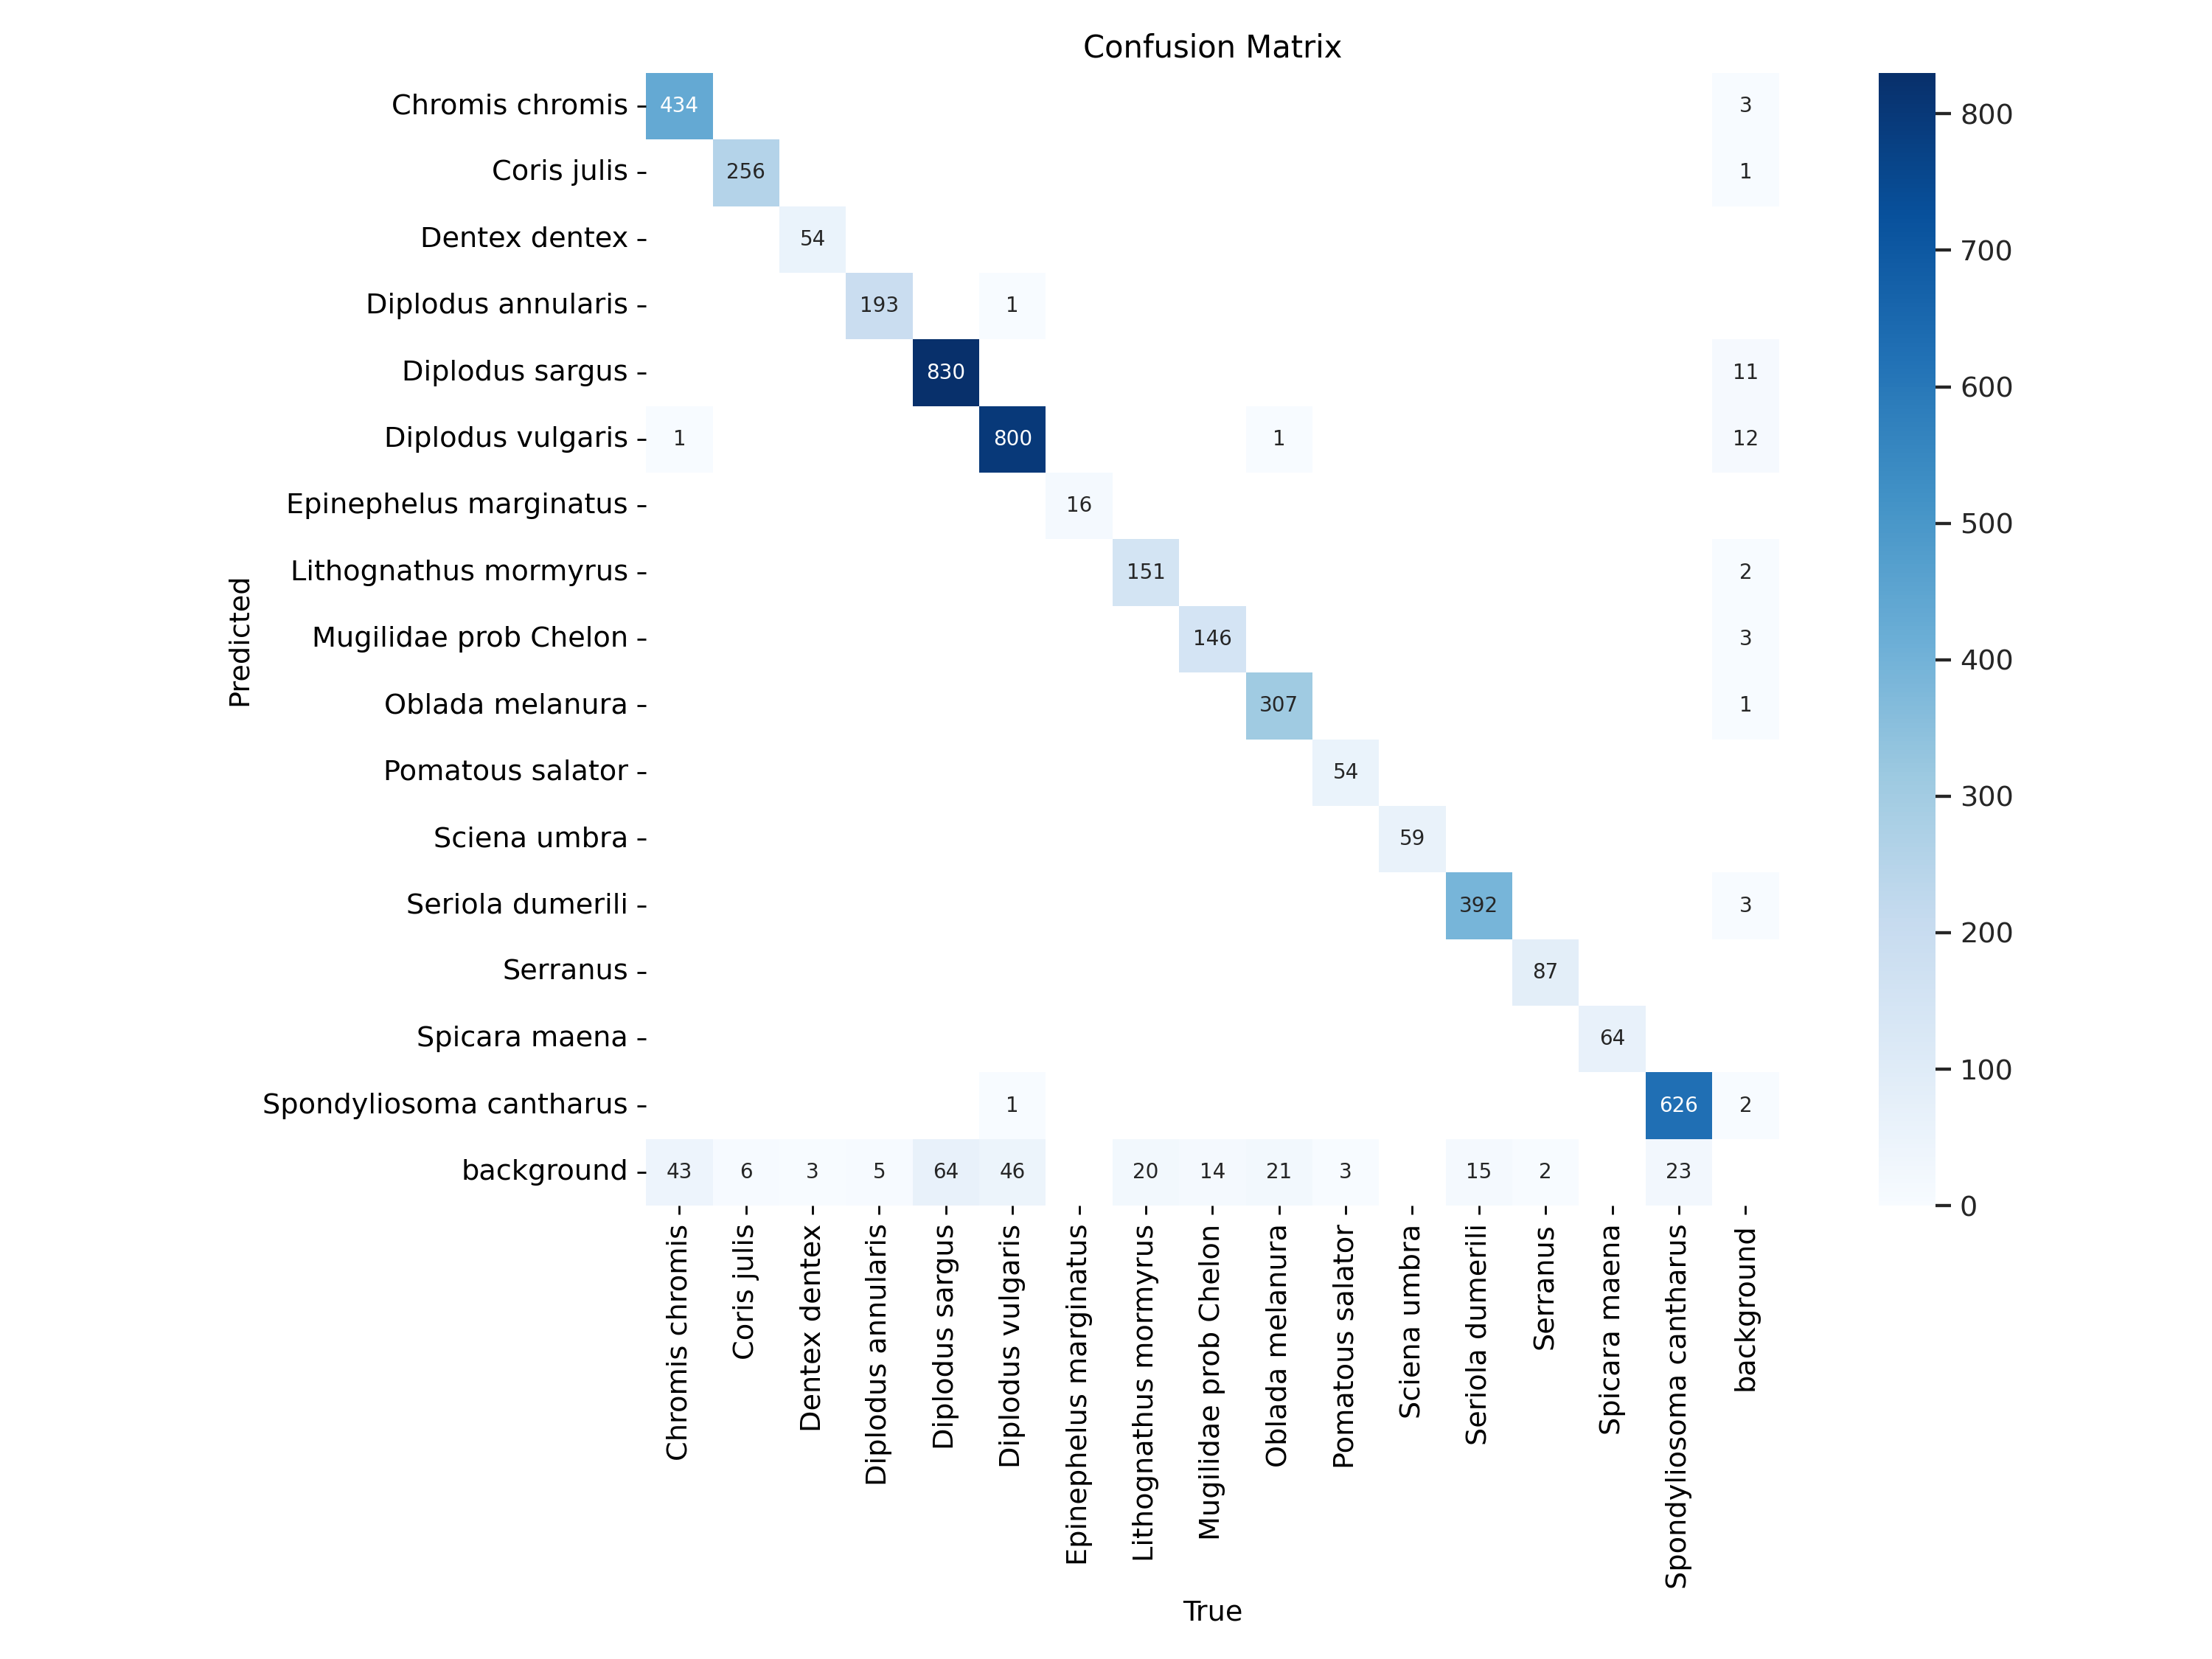 Confusion Matrix
Chromis chromis 434 3
Coris julis 256 1
Dentex dentex 54
Diplodus annularis 193 1
Diplodus sargus 830 11
Diplodus vulgaris 1 800 1 12
Epinephelus marginatus 16
Lithognathus mormyrus 151 2
Mugilidae prob Chelon 146 3
Oblada melanura 307 1
Pomatous salator 54
Sciena umbra 59
Seriola dumerili 392 3
Serranus 87
Spicara maena 64
Spondyliosoma cantharus 1 626 2
background 43 6 3 5 64 46 20 14 21 3 15 2 23
Predicted
Chromis chromis
Coris julis
Dentex dentex
Diplodus annularis
Diplodus sargus
Diplodus vulgaris
Epinephelus marginatus
Lithognathus mormyrus
Mugilidae prob Chelon
Oblada melanura
Pomatous salator
Sciena umbra
Seriola dumerili
Serranus
Spicara maena
Spondyliosoma cantharus
background
True
800
700
600
500
400
300
200
100
0